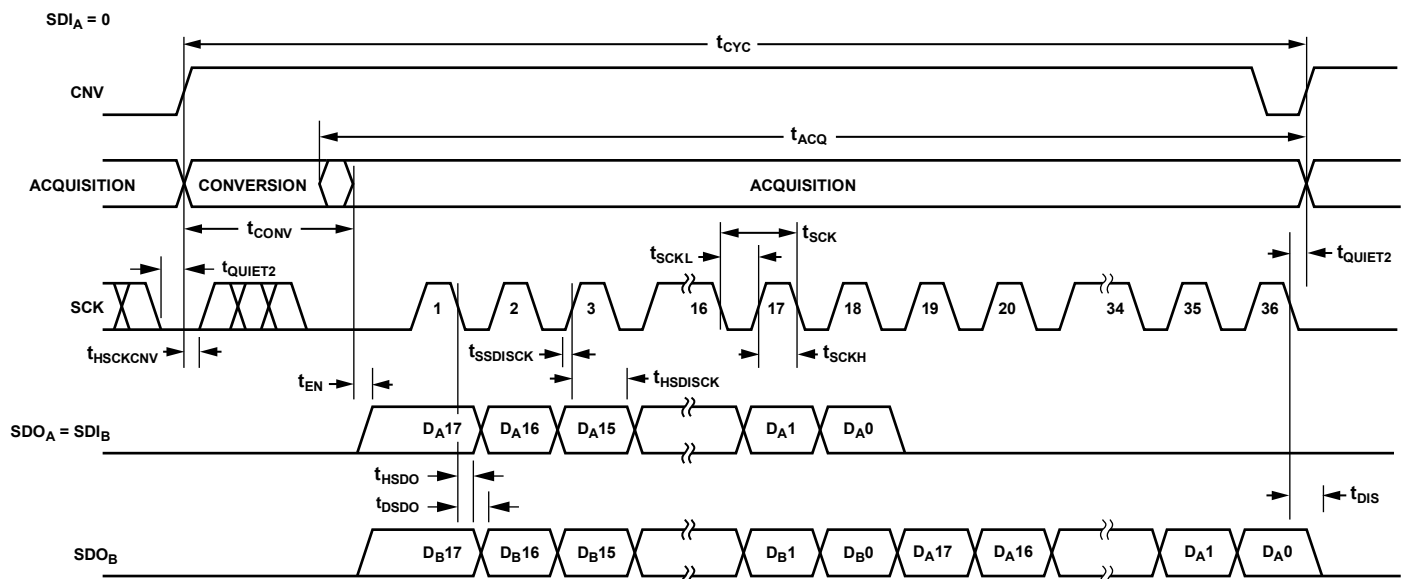 SDIA = 0
tCYC
CNV
tACQ
ACQUISITION CONVERSION ACQUISITION
tCONV
tSCK
tSCKL
tQUIET2 tQUIET2
SCK 1 2 3 16 17 18 19 20 34 35 36
tHSCKCNV tSSDISCK tSCKH
tEN tHSDISCK
SDOA = SDIB DA17 DA16 DA15 DA1 DA0
tHSDO
tDSDO tDIS
SDOB DB17 DB16 DB15 DB1 DB0 DA17 DA16 DA1 DA0